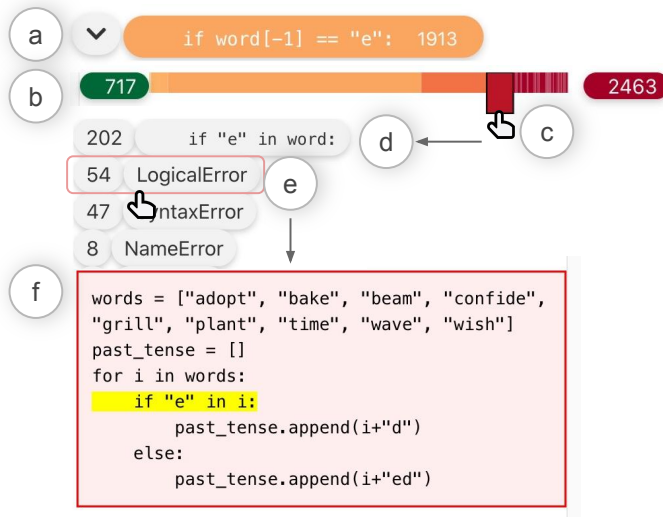 a
if word[-1] == "e": 1913
b
717
2463
c
202 if "e" in word:
d
54 LogicalError
e
47 yntaxError
8 NameError
f
words = ["adopt", "bake", "beam", "confide",
"grill", "plant", "time", "wave", "wish"]
past_tense = []
for i in words:
    if "e" in i:
        past_tense.append(i+"d")
    else:
        past_tense.append(i+"ed")